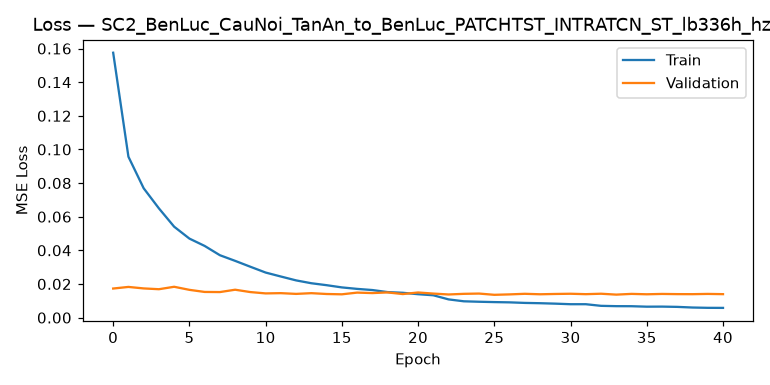 Loss — SC2_BenLuc_CauNoi_TanAn_to_BenLuc_PATCHTST_INTRATCN_ST_lb336h_hz
Train
Validation
MSE Loss
0.16
0.14
0.12
0.10
0.08
0.06
0.04
0.02
0.00
0 5 10 15 20 25 30 35 40
Epoch